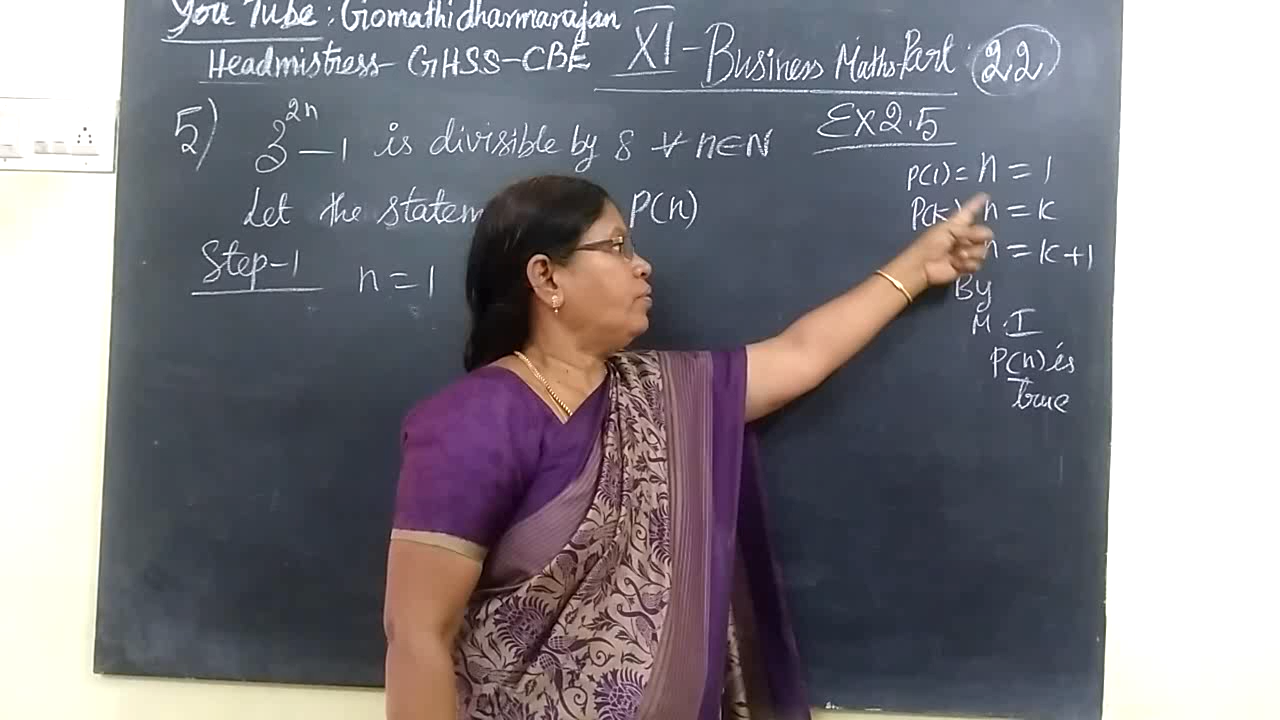 You Tube : Gomathidharmarajan
Headmistress - GHSS-CBE
XI - Business Maths Part : 22
5) 3^2n - 1 is divisible by 8 ∀ n∈N
Ex 2.5
Let the statem P(n)
Step-1 n = 1
P(1) = n = 1
P(k) n = k
n = k+1
By
M.I
P(n) is
true